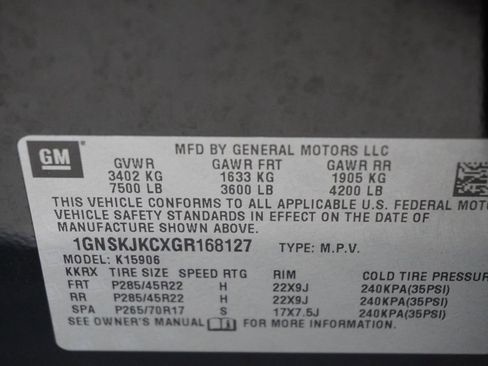 GM
MFD BY GENERAL MOTORS LLC
GVWR GAWR FRT GAWR RR
3402 KG 1633 KG 1905 KG
7500 LB 3600 LB 4200 LB
THIS VEHICLE CONFORMS TO ALL APPLICABLE U.S. FEDERAL MOTOR
VEHICLE SAFETY STANDARDS IN EFFECT ON THE DATE OF
MANUFACTURE SHOWN ABOVE.
1GNSKJKCXGR168127 TYPE: M.P.V.
MODEL: K15906
KKRX TIRE SIZE SPEED RTG RIM COLD TIRE PRESSURE
FRT P285/45R22 H 22X9J 240KPA(35PSI)
RR P285/45R22 H 22X9J 240KPA(35PSI)
SPA P265/70R17 S 17X7.5J 240KPA(35PSI)
SEE OWNER'S MANUAL FOR MORE INFORMATION.